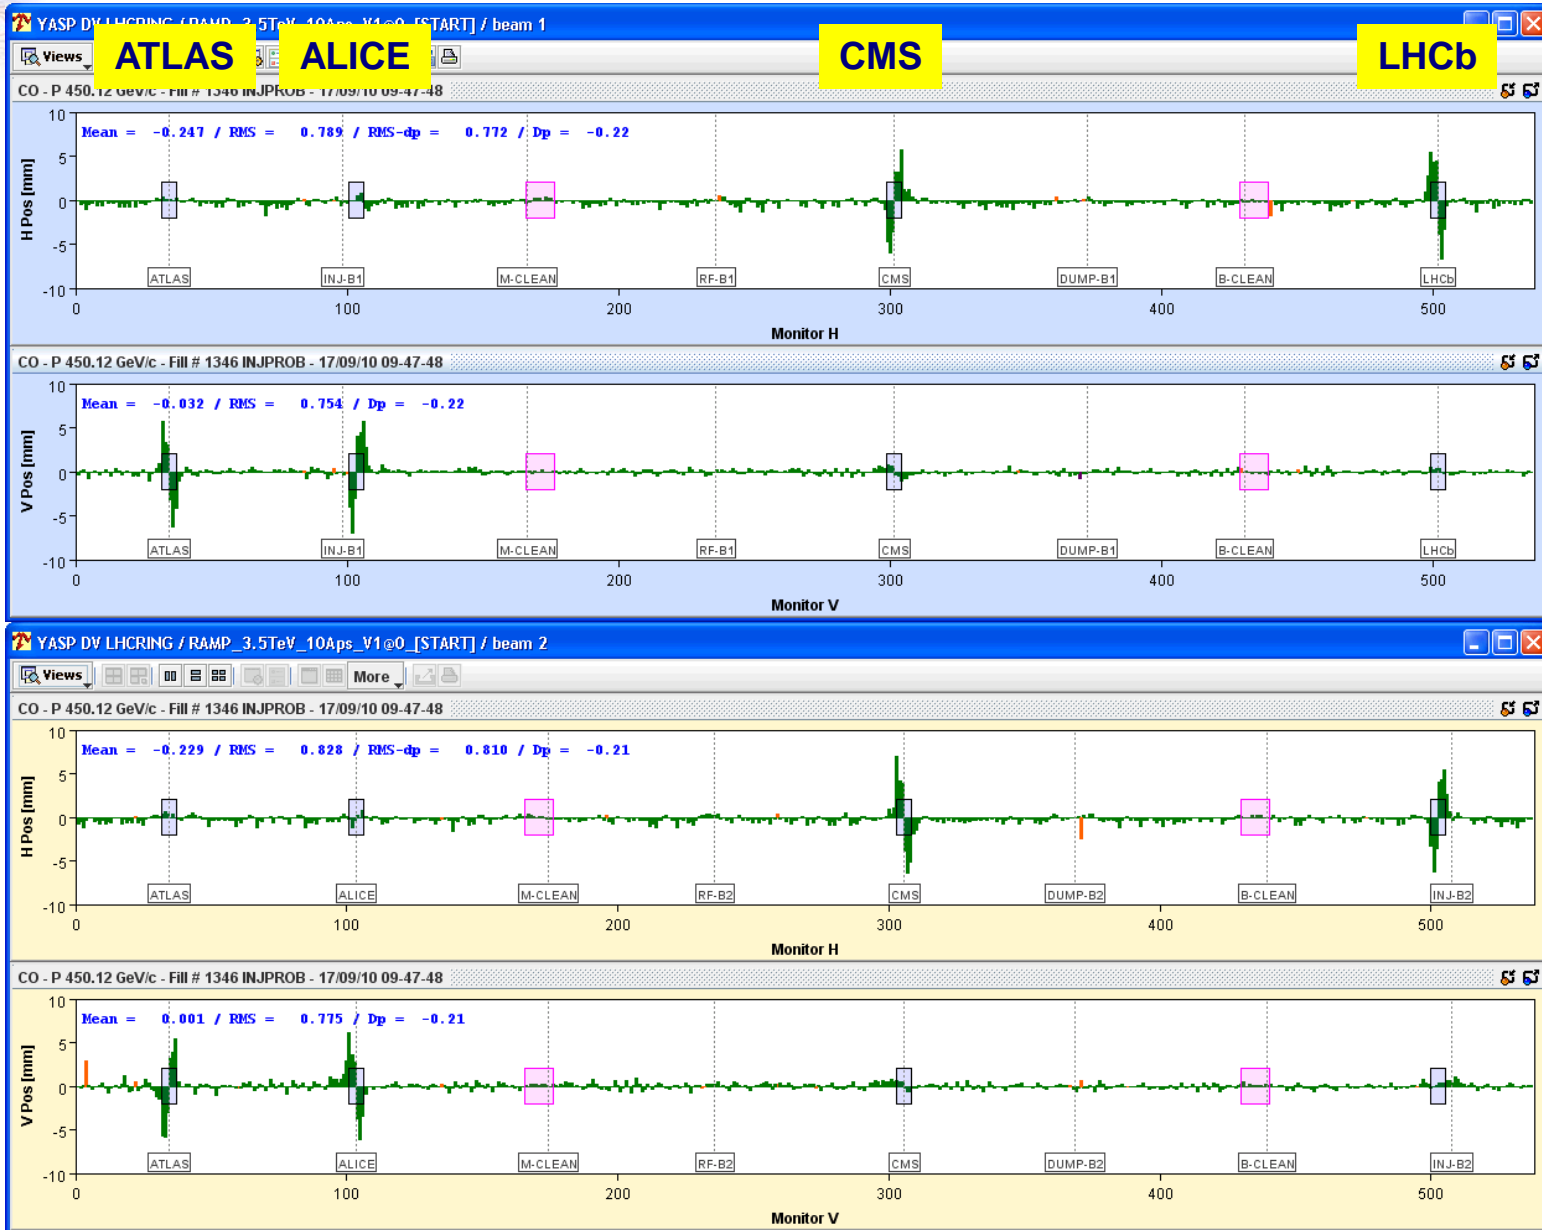 YASP DV LHCRING / RAMP_3.5TeV_10Aps_V1@0_[START] / beam 1
ATLAS ALICE CMS LHCb
Views
CO - P 450.12 GeV/c - Fill # 1346 INJPROB - 17/09/10 09-47-48
Mean = -0.247 / RMS = 0.789 / RMS-dp = 0.772 / Dp = -0.22
H Pos [mm]
10
5
0
-5
-10
ATLAS INJ-B1 M-CLEAN RF-B1 CMS DUMP-B1 B-CLEAN LHCb
0 100 200 300 400 500
Monitor H
CO - P 450.12 GeV/c - Fill # 1346 INJPROB - 17/09/10 09-47-48
Mean = -0.032 / RMS = 0.754 / Dp = -0.22
V Pos [mm]
10
5
0
-5
-10
ATLAS INJ-B1 M-CLEAN RF-B1 CMS DUMP-B1 B-CLEAN LHCb
0 100 200 300 400 500
Monitor V
YASP DV LHCRING / RAMP_3.5TeV_10Aps_V1@0_[START] / beam 2
Views More
CO - P 450.12 GeV/c - Fill # 1346 INJPROB - 17/09/10 09-47-48
Mean = -0.229 / RMS = 0.828 / RMS-dp = 0.810 / Dp = -0.21
H Pos [mm]
10
5
0
-5
-10
ATLAS ALICE M-CLEAN RF-B2 CMS DUMP-B2 B-CLEAN INJ-B2
0 100 200 300 400 500
Monitor H
CO - P 450.12 GeV/c - Fill # 1346 INJPROB - 17/09/10 09-47-48
Mean = 0.001 / RMS = 0.775 / Dp = -0.21
V Pos [mm]
10
5
0
-5
-10
ATLAS ALICE M-CLEAN RF-B2 CMS DUMP-B2 B-CLEAN INJ-B2
0 100 200 300 400 500
Monitor V